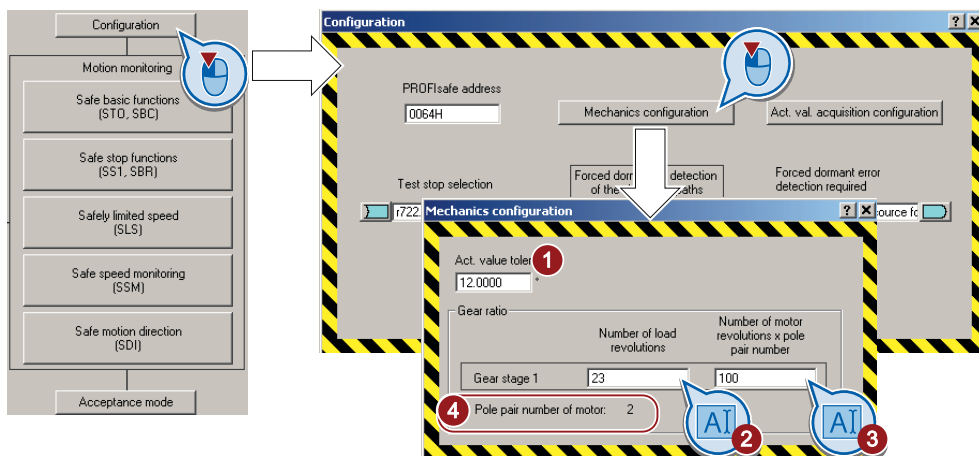 Configuration
Motion monitoring
Safe basic functions
(STO, SBC)
Safe stop functions
(SS1, SBR)
Safely limited speed
(SLS)
Safe speed monitoring
(SSM)
Safe motion direction
(SDI)
Acceptance mode
Configuration
PROFIsafe address
0064H
Mechanics configuration
Act. val. acquisition configuration
Test stop selection
Forced detection
of the
Forced dormant error
detection required
r722.
ource
Mechanics configuration
Act. value 1
12.0000 °
Gear ratio
Number of load
revolutions
Number of motor
revolutions x pole
pair number
Gear stage 1
23
100
4 Pole pair number of motor: 2
AI 2
AI 3